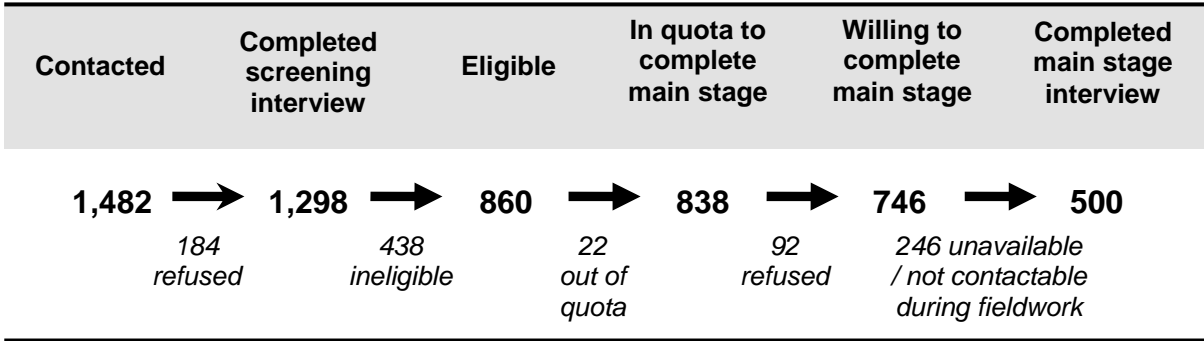 Contacted
Completed
screening
interview
Eligible
In quota to
complete
main stage
Willing to
complete
main stage
Completed
main stage
interview
1,482 1,298 860 838 746 500
184
refused
438
ineligible
22
out of
quota
92
refused
246 unavailable
/ not contactable
during fieldwork